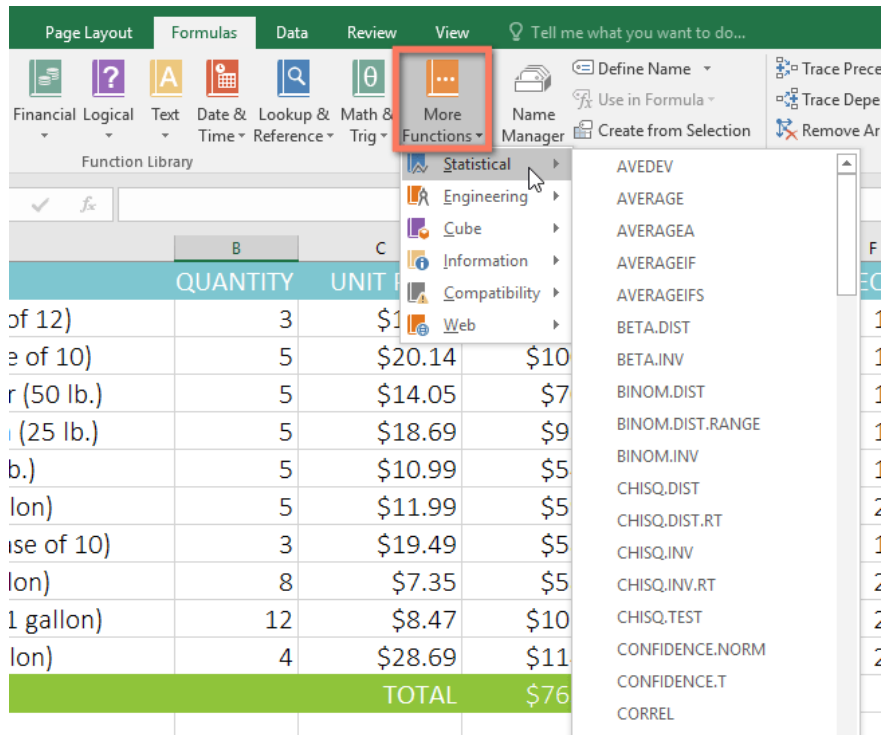 Page Layout Formulas Data Review View Tell me what you want to do...
Financial Logical Text Date & Time Lookup & Reference Math & Trig More Functions Name Manager
Define Name
Use in Formula
Create from Selection
Trace Prece
Trace Depe
Remove Ar
Function Library
Statistical
Engineering
Cube
Information
Compatibility
Web
AVEDEV
AVERAGE
AVERAGEA
AVERAGEIF
AVERAGEIFS
BETA.DIST
BETA.INV
BINOM.DIST
BINOM.DIST.RANGE
BINOM.INV
CHISQ.DIST
CHISQ.DIST.RT
CHISQ.INV
CHISQ.INV.RT
CHISQ.TEST
CONFIDENCE.NORM
CONFIDENCE.T
CORREL
fx
B C F
QUANTITY UNIT
of 12) 3 $1
e of 10) 5 $20.14 $10
r (50 lb.) 5 $14.05 $7
(25 lb.) 5 $18.69 $9
b.) 5 $10.99 $5
lon) 5 $11.99 $5
ase of 10) 3 $19.49 $5
lon) 8 $7.35 $5
1 gallon) 12 $8.47 $10
lon) 4 $28.69 $11
TOTAL $76